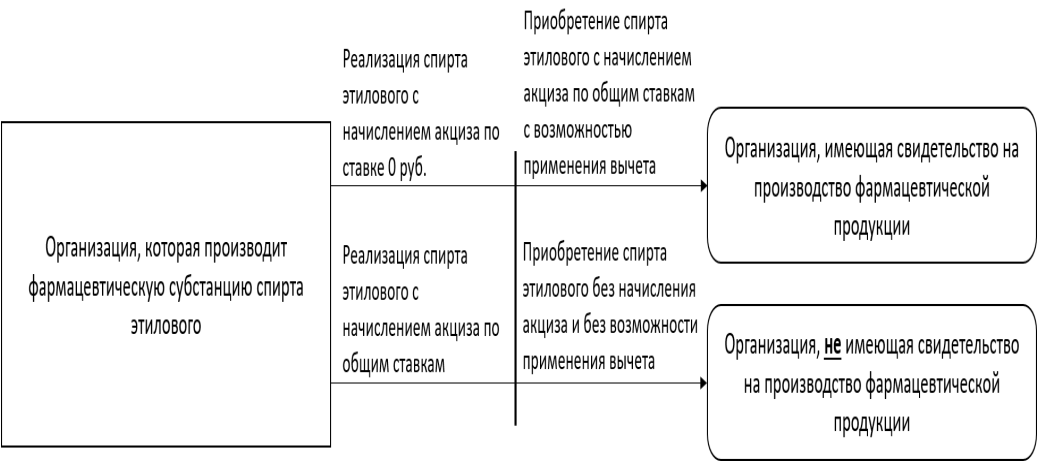 Организация, которая производит
фармацевтическую субстанцию спирта
этилового
Реализация спирта
этилового с
начислением акциза по
ставке 0 руб.
Приобретение спирта
этилового с начислением
акциза по общим ставкам
с возможностью
применения вычета
Организация, имеющая свидетельство на
производство фармацевтической
продукции
Реализация спирта
этилового с
начислением акциза по
общим ставкам
Приобретение спирта
этилового без начисления
акциза и без возможности
применения вычета
Организация, не имеющая свидетельство
на производство фармацевтической
продукции